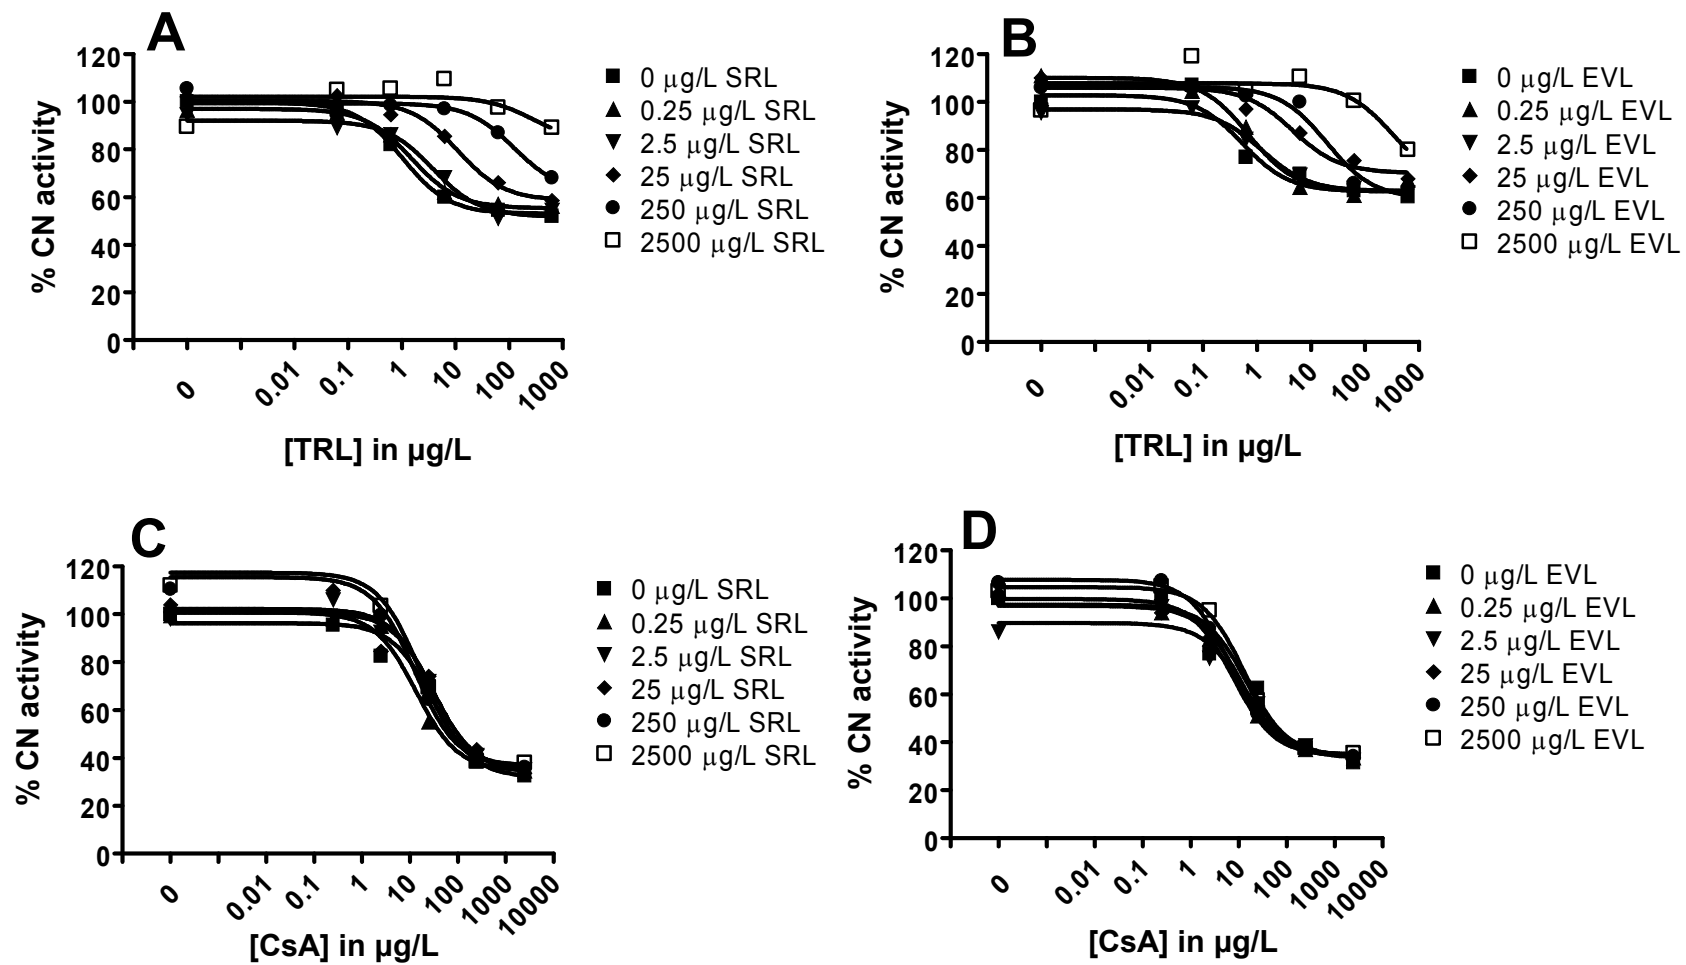 A
120
100
80
60
40
20
0
% CN activity
0
0.01
0.1
1
10
100
1000
[TRL] in µg/L
0 µg/L SRL
0.25 µg/L SRL
2.5 µg/L SRL
25 µg/L SRL
250 µg/L SRL
2500 µg/L SRL
B
120
100
80
60
40
20
0
% CN activity
0
0.01
0.1
1
10
100
1000
[TRL] in µg/L
0 µg/L EVL
0.25 µg/L EVL
2.5 µg/L EVL
25 µg/L EVL
250 µg/L EVL
2500 µg/L EVL
C
120
100
80
60
40
20
0
% CN activity
0
0.01
0.1
1
10
100
1000
10000
[CsA] in µg/L
0 µg/L SRL
0.25 µg/L SRL
2.5 µg/L SRL
25 µg/L SRL
250 µg/L SRL
2500 µg/L SRL
D
120
100
80
60
40
20
0
% CN activity
0
0.01
0.1
1
10
100
1000
10000
[CsA] in µg/L
0 µg/L EVL
0.25 µg/L EVL
2.5 µg/L EVL
25 µg/L EVL
250 µg/L EVL
2500 µg/L EVL